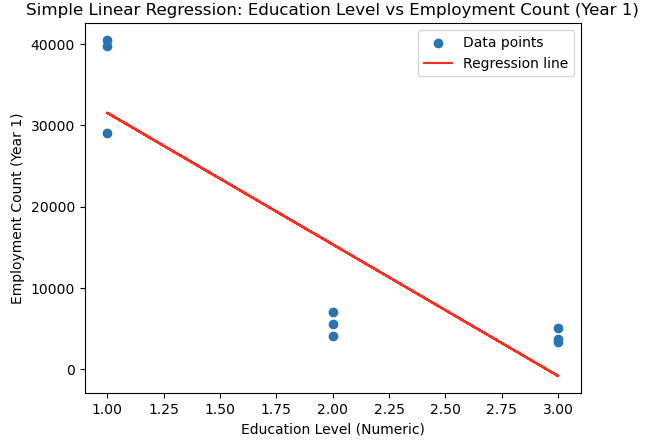 Simple Linear Regression: Education Level vs Employment Count (Year 1)
Data points
Regression line
Employment Count (Year 1)
40000
30000
20000
10000
0
1.00 1.25 1.50 1.75 2.00 2.25 2.50 2.75 3.00
Education Level (Numeric)